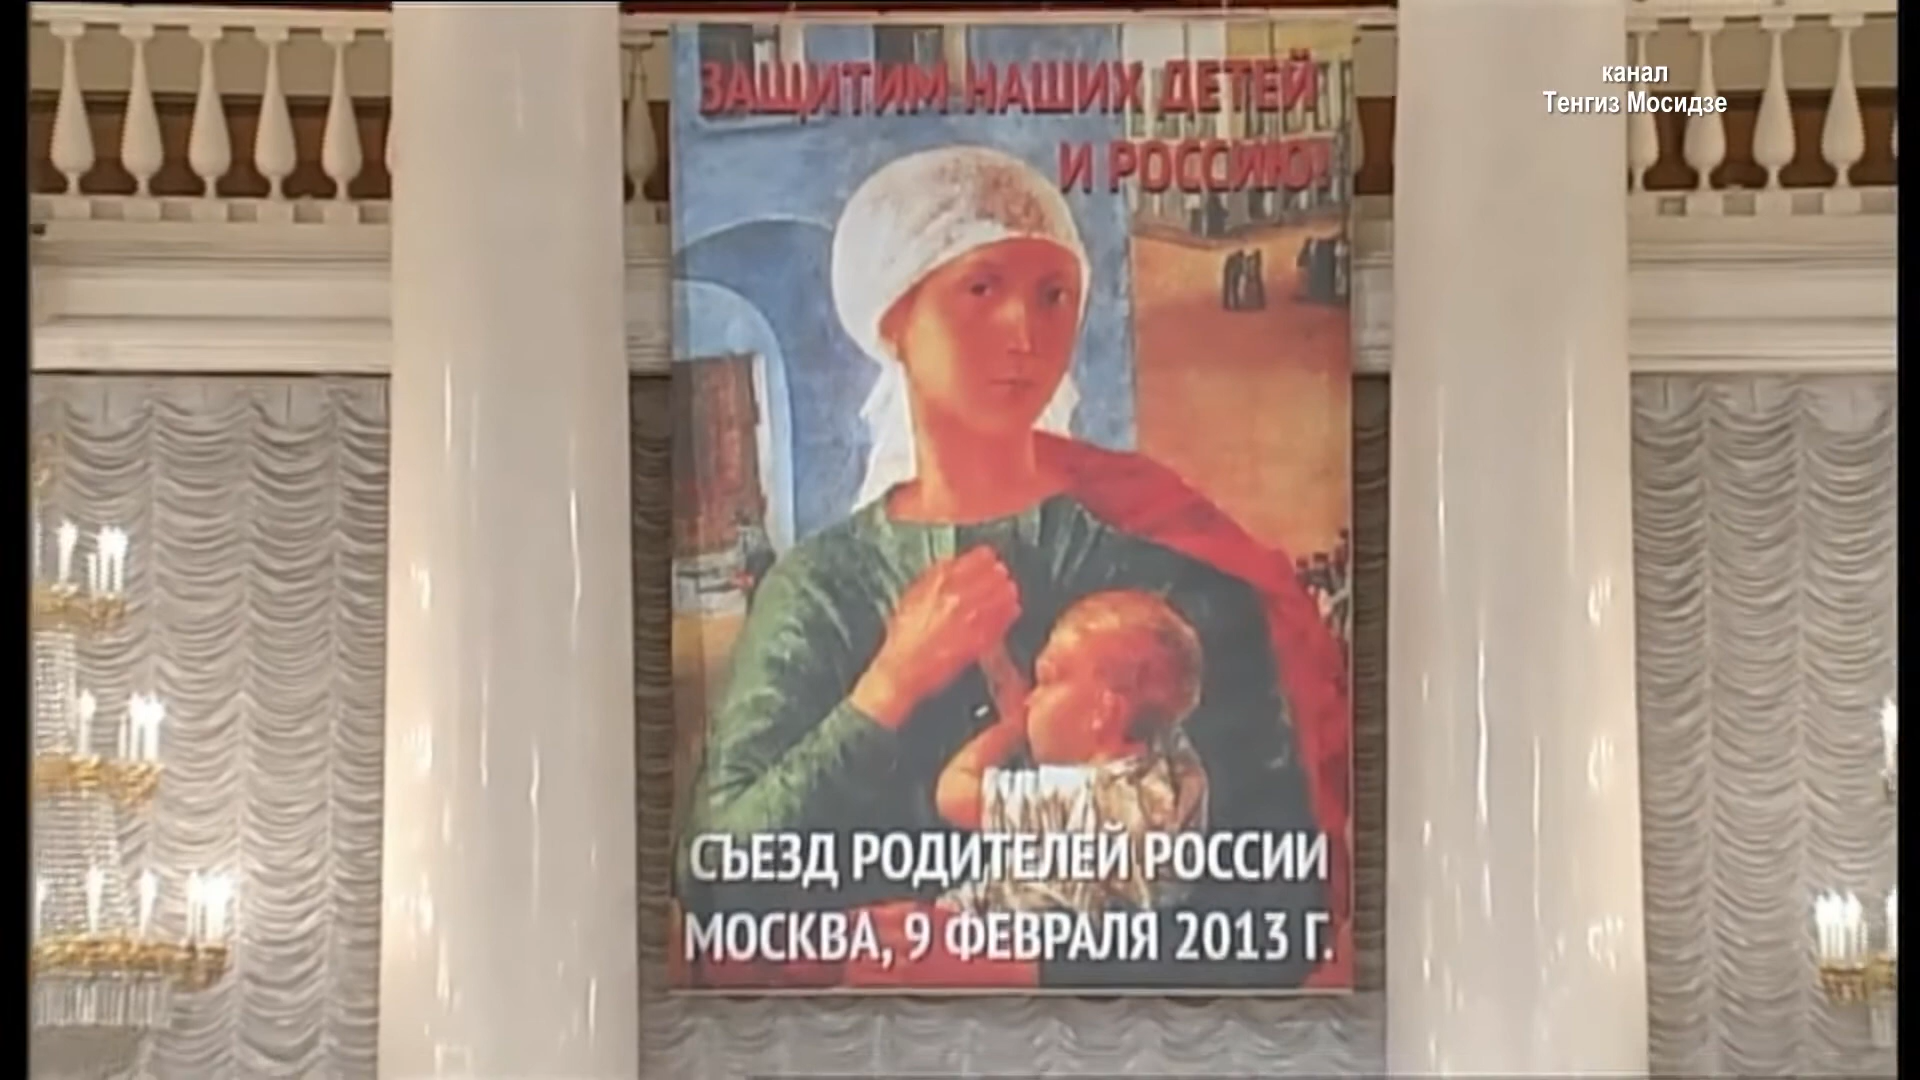 канал
Тенгиз Мосидзе
ЗАЩИТИМ НАШИХ ДЕТЕЙ
И РОССИЮ!
СЪЕЗД РОДИТЕЛЕЙ РОССИИ
МОСКВА, 9 ФЕВРАЛЯ 2013 Г.